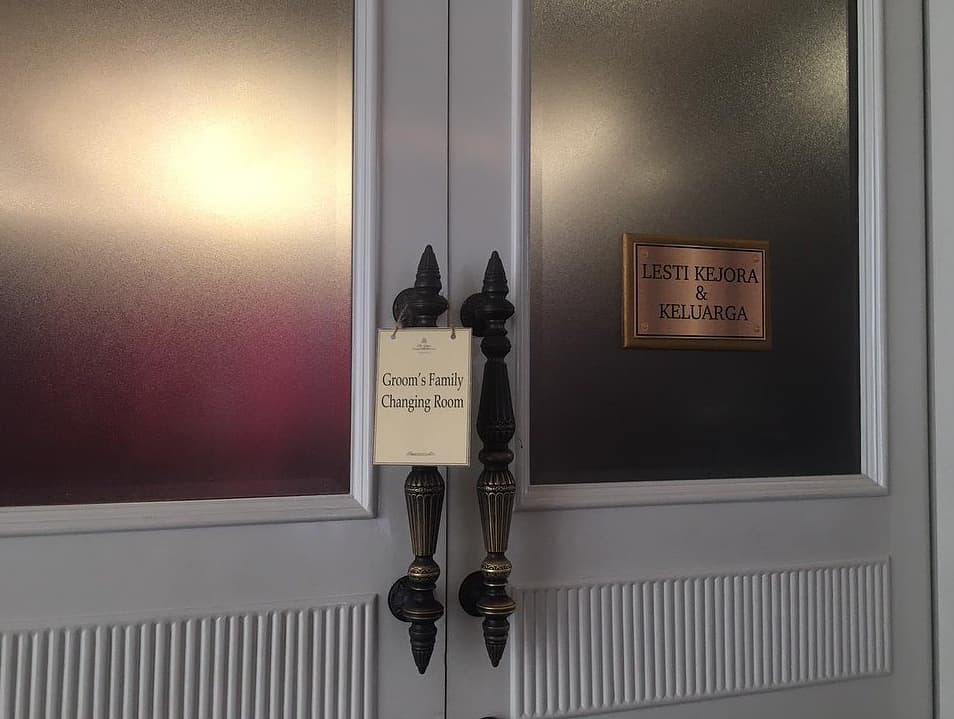 Groom's Family
Changing Room
LESTI KEJORA
&
KELUARGA